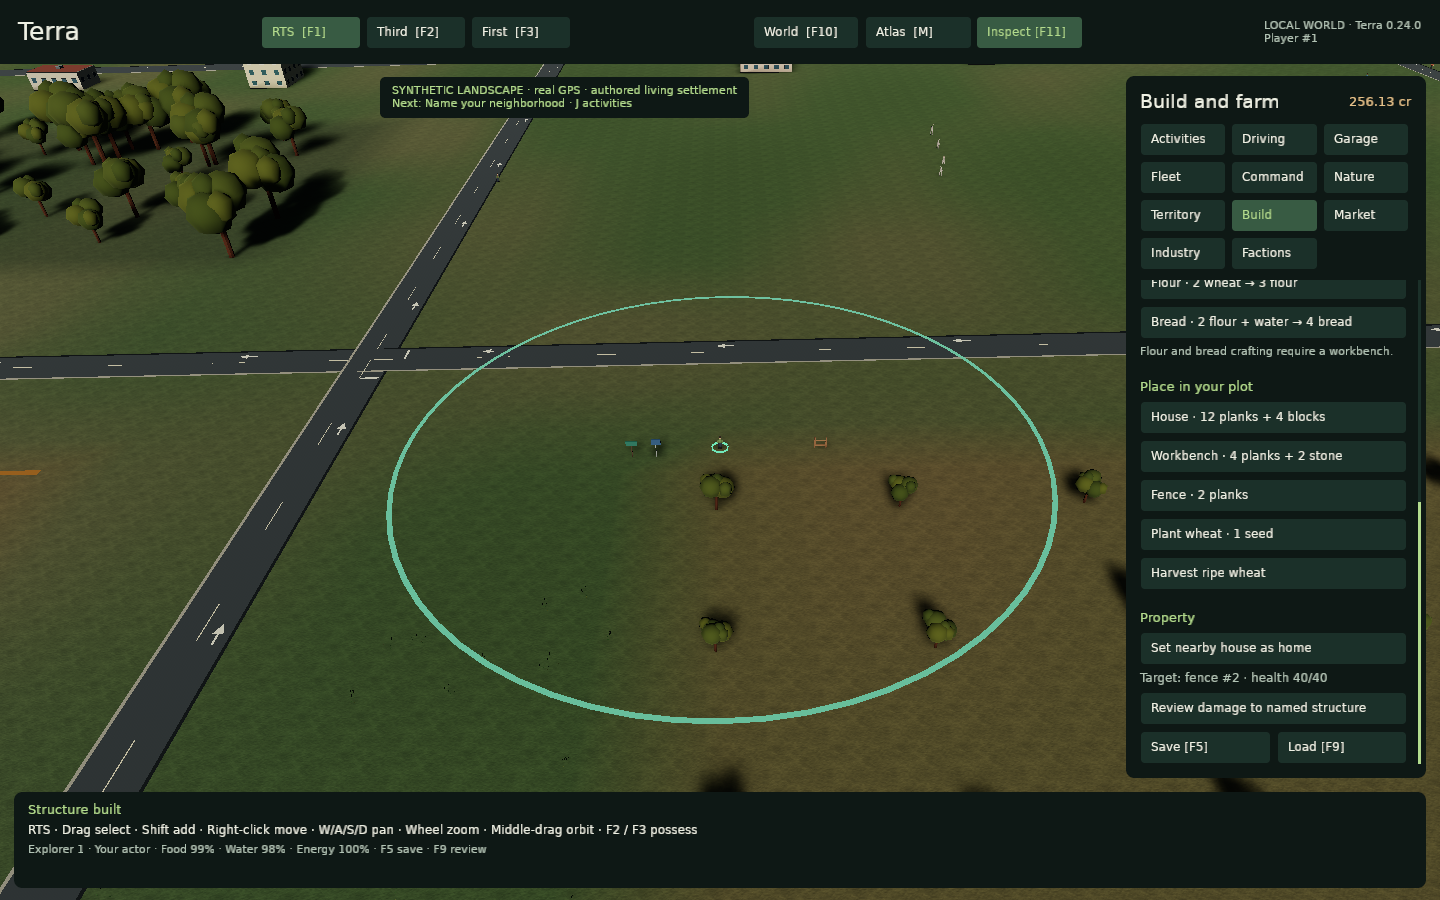 Terra
RTS [F1]
Third [F2]
First [F3]
World [F10]
Atlas [M]
Inspect [F11]
LOCAL WORLD · Terra 0.24.0
Player #1
SYNTHETIC LANDSCAPE · real GPS · authored living settlement
Next: Name your neighborhood · J activities
Build and farm
256.13 cr
Activities
Driving
Garage
Fleet
Command
Nature
Territory
Build
Market
Industry
Factions
Flour · 2 wheat → 3 flour
Bread · 2 flour + water → 4 bread
Flour and bread crafting require a workbench.
Place in your plot
House · 12 planks + 4 blocks
Workbench · 4 planks + 2 stone
Fence · 2 planks
Plant wheat · 1 seed
Harvest ripe wheat
Property
Set nearby house as home
Target: fence #2 · health 40/40
Review damage to named structure
Save [F5]
Load [F9]
Structure built
RTS · Drag select · Shift add · Right-click move · W/A/S/D pan · Wheel zoom · Middle-drag orbit · F2 / F3 possess
Explorer 1 · Your actor · Food 99% · Water 98% · Energy 100% · F5 save · F9 review